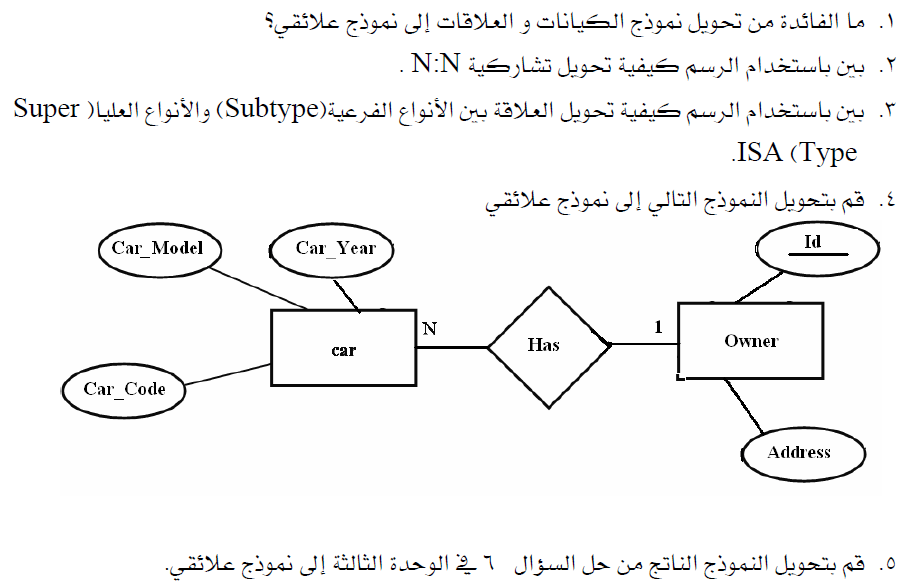 ١. ما الفائدة من تحويل نموذج الكيانات و العلاقات إلى نموذج علائقي؟
٢. بين باستخدام الرسم كيفية تحويل تشاركية N:N .
٣. بين باستخدام الرسم كيفية تحويل العلاقة بين الأنواع الفرعية(Subtype) والأنواع العليا( Super
Type) ISA.
٤. قم بتحويل النموذج التالي إلى نموذج علائقي
Car_Model
Car_Year
Id
car
N
Has
1
Owner
Car_Code
Address
٥. قم بتحويل النموذج الناتج من حل السؤال ٦ في الوحدة الثالثة إلى نموذج علائقي.